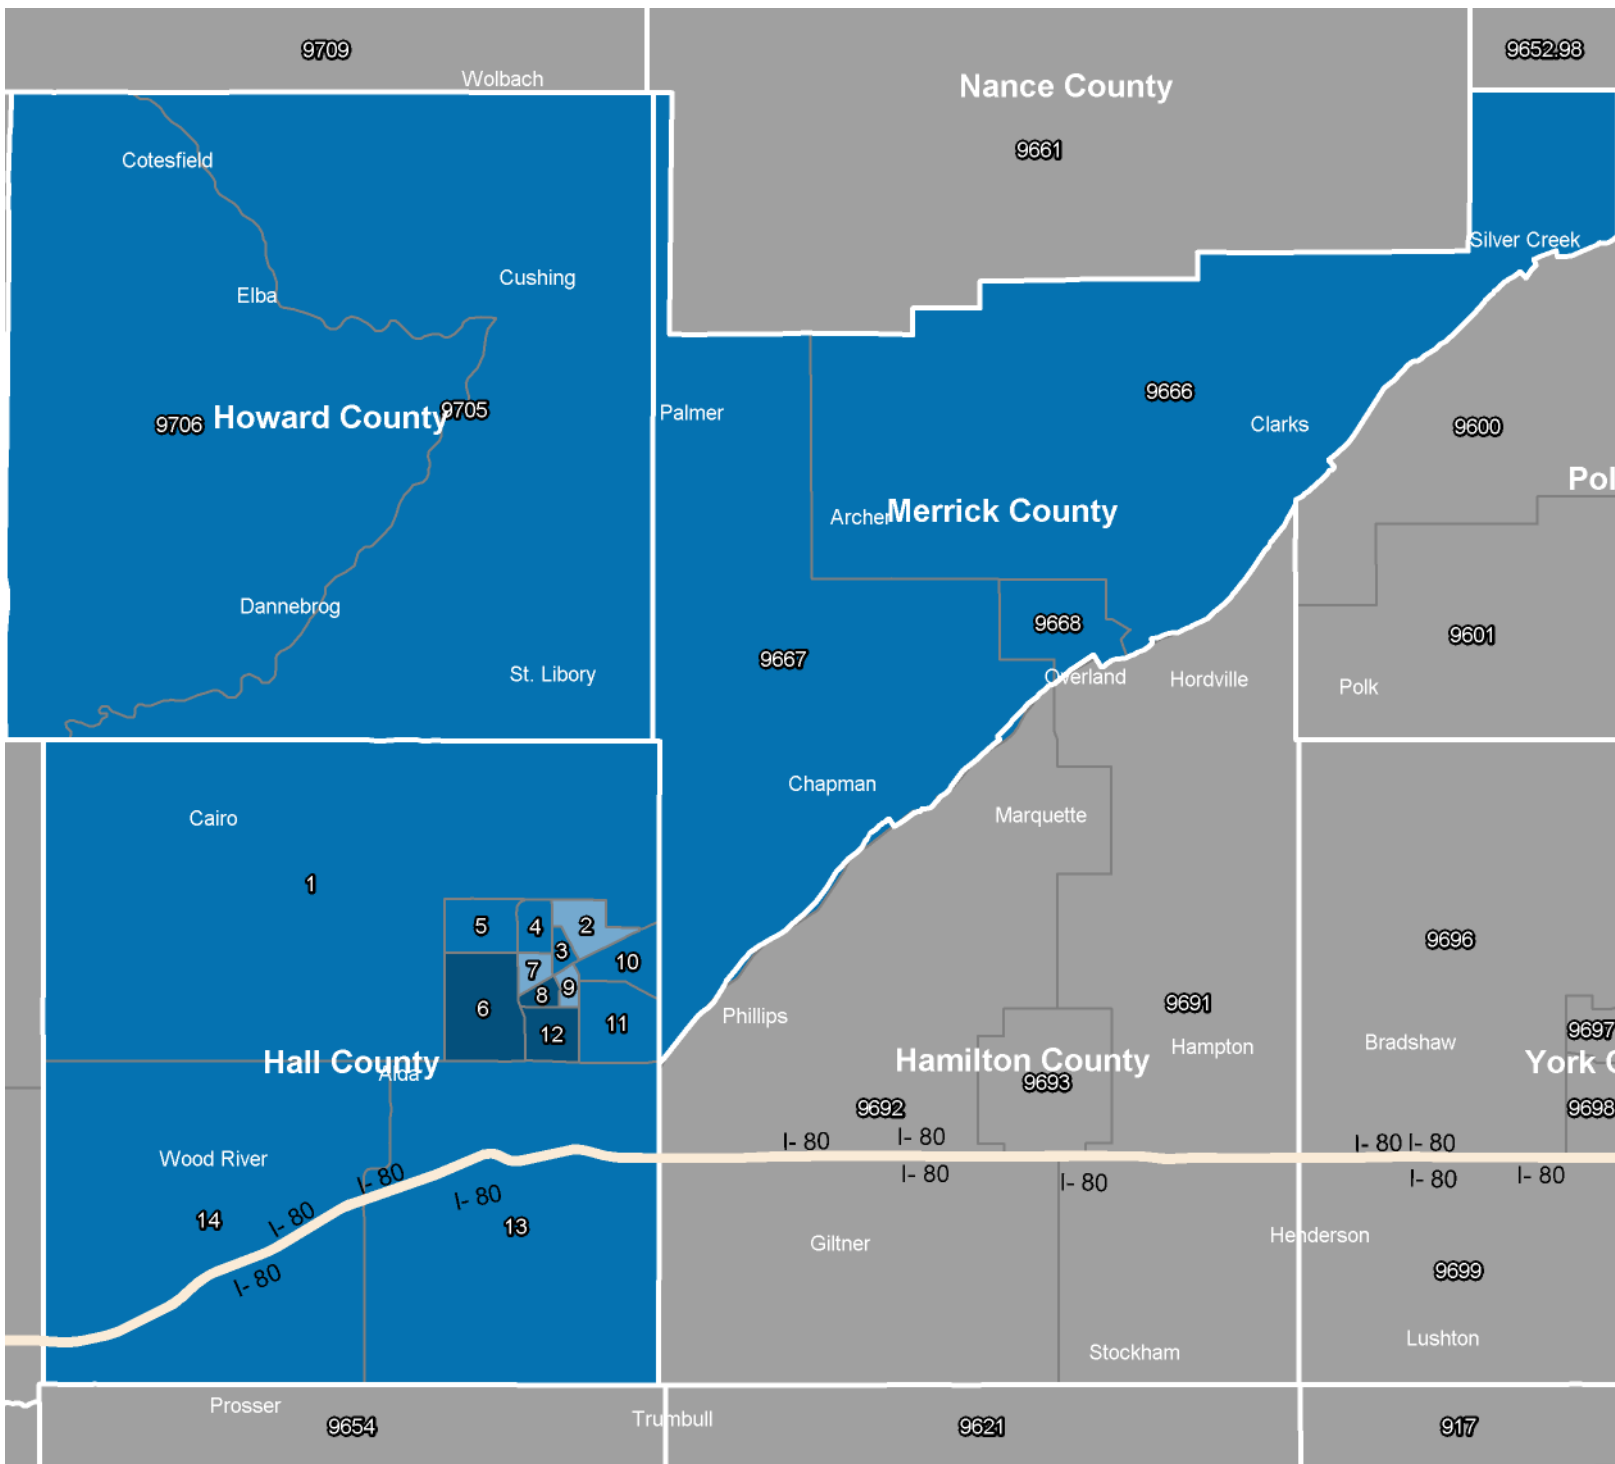 9709
9652.98
Wolbach
Nance County
9661
Cotesfield
Silver Creek
Cushing
Elba
9666
9705
Palmer
Howard County
9706
Clarks
9600
Pol
Merrick County
Archer
Dannebrog
9668
9601
9667
St. Libory
Overland
Hordville
Polk
Chapman
Marquette
Cairo
1
5
4
2
3
10
7
9
8
6
11
12
9696
9691
Phillips
9697
Hall County
Alda
Hamilton County
Hampton
Bradshaw
York C
9693
9692
9698
I- 80
I- 80
I- 80 I- 80
Wood River
I- 80
I- 80
I- 80
I- 80
I- 80
I- 80
I- 80
14
I- 80
13
I- 80
Giltner
Henderson
9699
Stockham
Lushton
Prosser
9654
Trumbull
9621
917